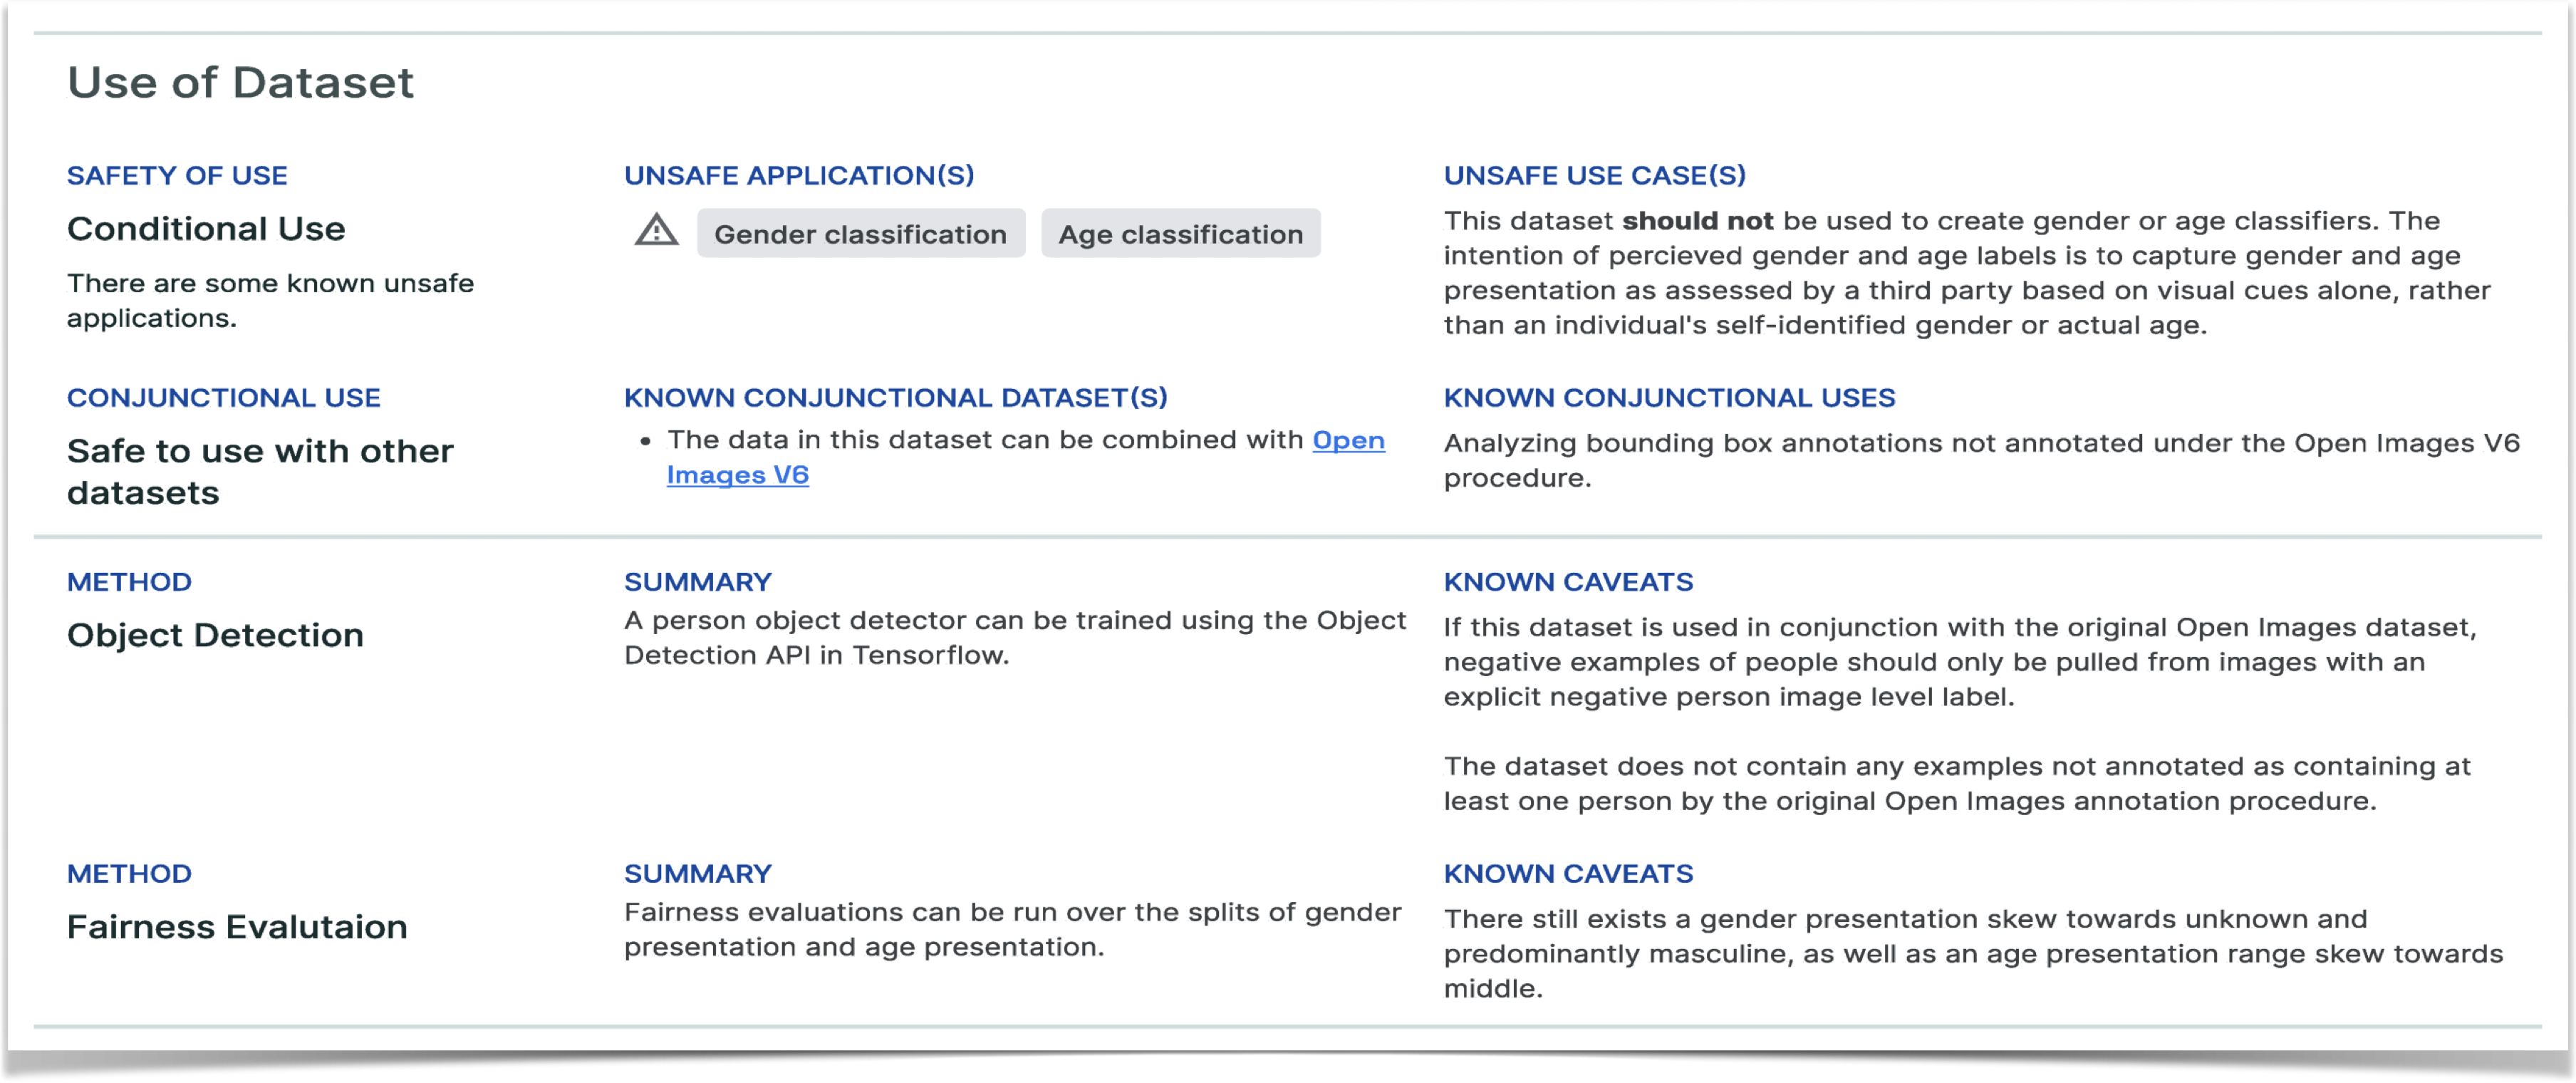 Use of Dataset
SAFETY OF USE
Conditional Use
There are some known unsafe
applications.
UNSAFE APPLICATION(S)
Gender classification
Age classification
UNSAFE USE CASE(S)
This dataset should not be used to create gender or age classifiers. The
intention of percieved gender and age labels is to capture gender and age
presentation as assessed by a third party based on visual cues alone, rather
than an individual's self-identified gender or actual age.
CONJUNCTIONAL USE
Safe to use with other
datasets
KNOWN CONJUNCTIONAL DATASET(S)
• The data in this dataset can be combined with Open
Images V6
KNOWN CONJUNCTIONAL USES
Analyzing bounding box annotations not annotated under the Open Images V6
procedure.
METHOD
Object Detection
SUMMARY
A person object detector can be trained using the Object
Detection API in Tensorflow.
KNOWN CAVEATS
If this dataset is used in conjunction with the original Open Images dataset,
negative examples of people should only be pulled from images with an
explicit negative person image level label.
The dataset does not contain any examples not annotated as containing at
least one person by the original Open Images annotation procedure.
METHOD
Fairness Evalutaion
SUMMARY
Fairness evaluations can be run over the splits of gender
presentation and age presentation.
KNOWN CAVEATS
There still exists a gender presentation skew towards unknown and
predominantly masculine, as well as an age presentation range skew towards
middle.